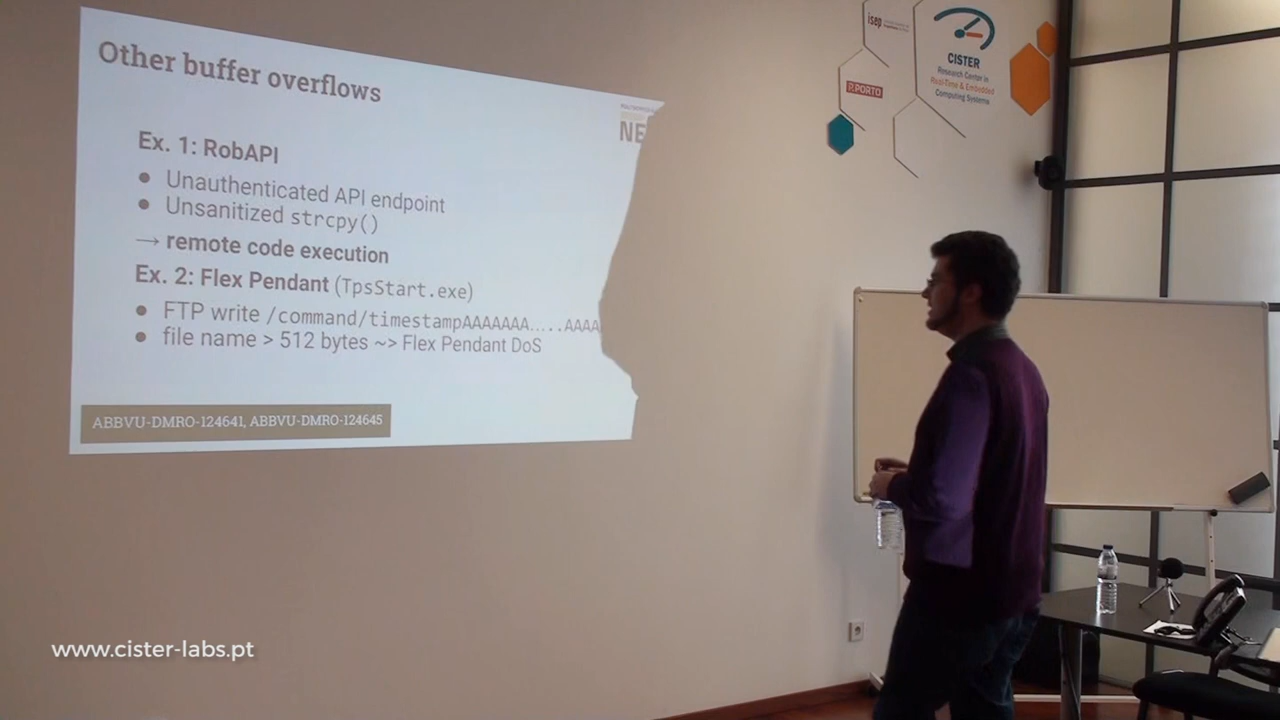 Other buffer overflows
NE
Ex. 1: RobAPI
● Unauthenticated API endpoint
● Unsanitized strcpy()
→ remote code execution
Ex. 2: Flex Pendant (TpsStart.exe)
● FTP write /command/timestampAAAAAAA.....AAAA
● file name > 512 bytes ~> Flex Pendant DoS
ABBVU-DMRO-124641, ABBVU-DMRO-124645
isep
P.PORTO
CISTER
Research Center in
Real-Time & Embedded
Computing Systems
www.cister-labs.pt